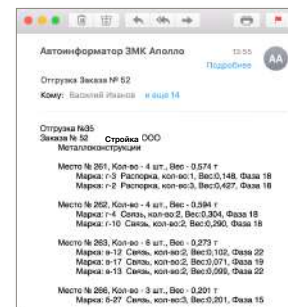 Автоинформатор ЗМК Аполло
13:55
Подробнее
АА
Отгрузка Заказа № 52
Кому: Василий Иванов и еще 14
Отгрузка №35
Заказа № 52 Стройка ООО
Металлоконструкции
Место № 261, Кол-во - 4 шт., Вес - 0,574 т
Марка: г-3 Распорка, кол-во:1, Вес:0,148, Фаза 18
Марка: г-2 Распорка, кол-во:3, Вес:0,427, Фаза 18
Место № 262, Кол-во - 4 шт., Вес - 0,594 т
Марка: г-4 Связь, кол-во:2, Вес:0,304, Фаза 18
Марка: г-10 Связь, кол-во:2, Вес:0,290, Фаза 18
Место № 263, Кол-во - 6 шт., Вес - 0,273 т
Марка: в-12 Связь, кол-во:2, Вес:0,102, Фаза 22
Марка: в-17 Связь, кол-во:2, Вес:0,071, Фаза 19
Марка: в-13 Связь, кол-во:2, Вес:0,099, Фаза 22
Место № 266, Кол-во - 3 шт., Вес - 0,201 т
Марка: б-27 Связь, кол-во:3, Вес:0,201, Фаза 15